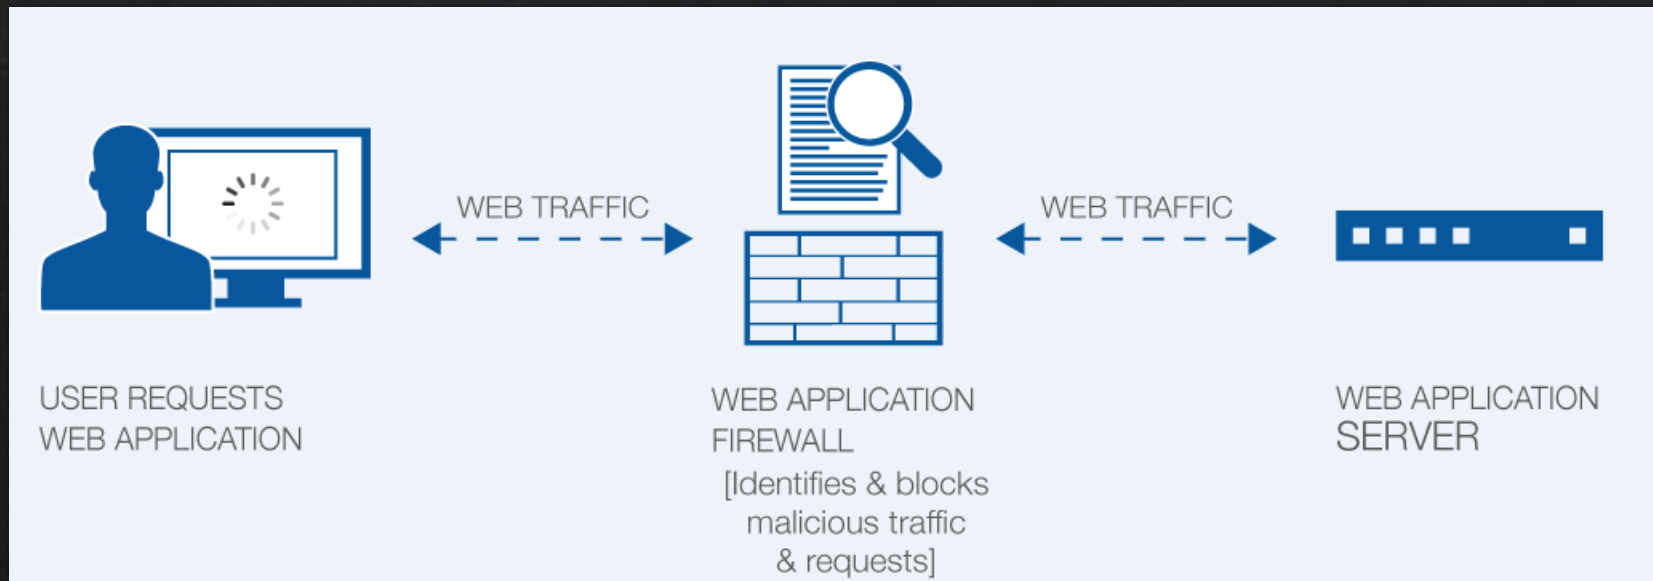 WEB TRAFFIC
WEB TRAFFIC
USER REQUESTS
WEB APPLICATION
WEB APPLICATION
FIREWALL
[Identifies & blocks
malicious traffic
& requests]
WEB APPLICATION
SERVER